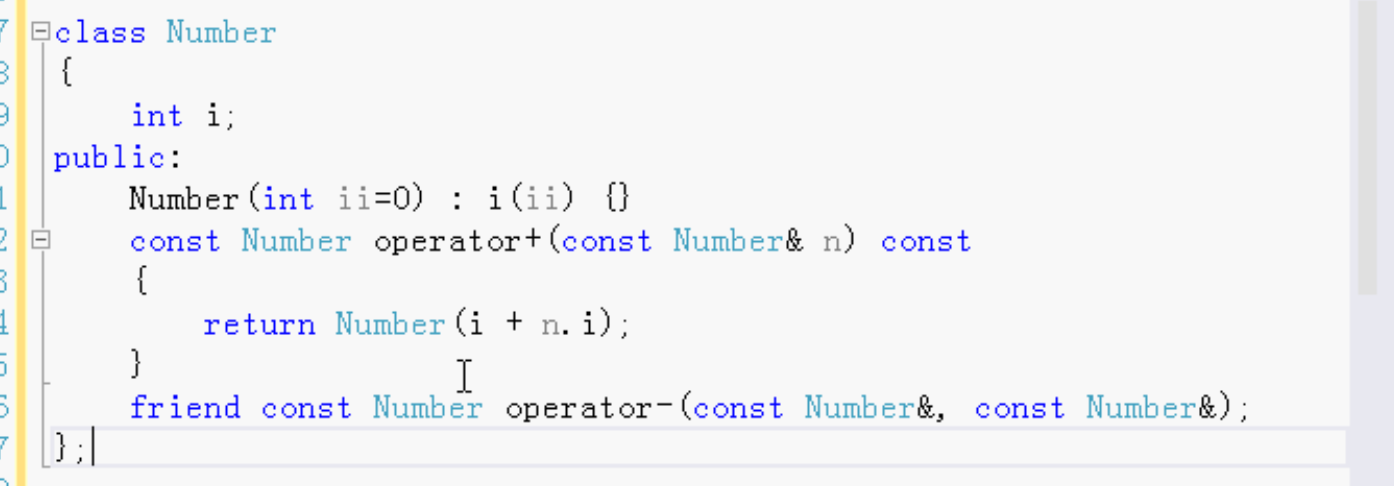 7 class Number
8 {
9 int i;
0 public:
1 Number(int ii=0) : i(ii) {}
2 const Number operator+(const Number& n) const
3 {
4 return Number(i + n.i);
5 }
6 friend const Number operator-(const Number&, const Number&);
7 };